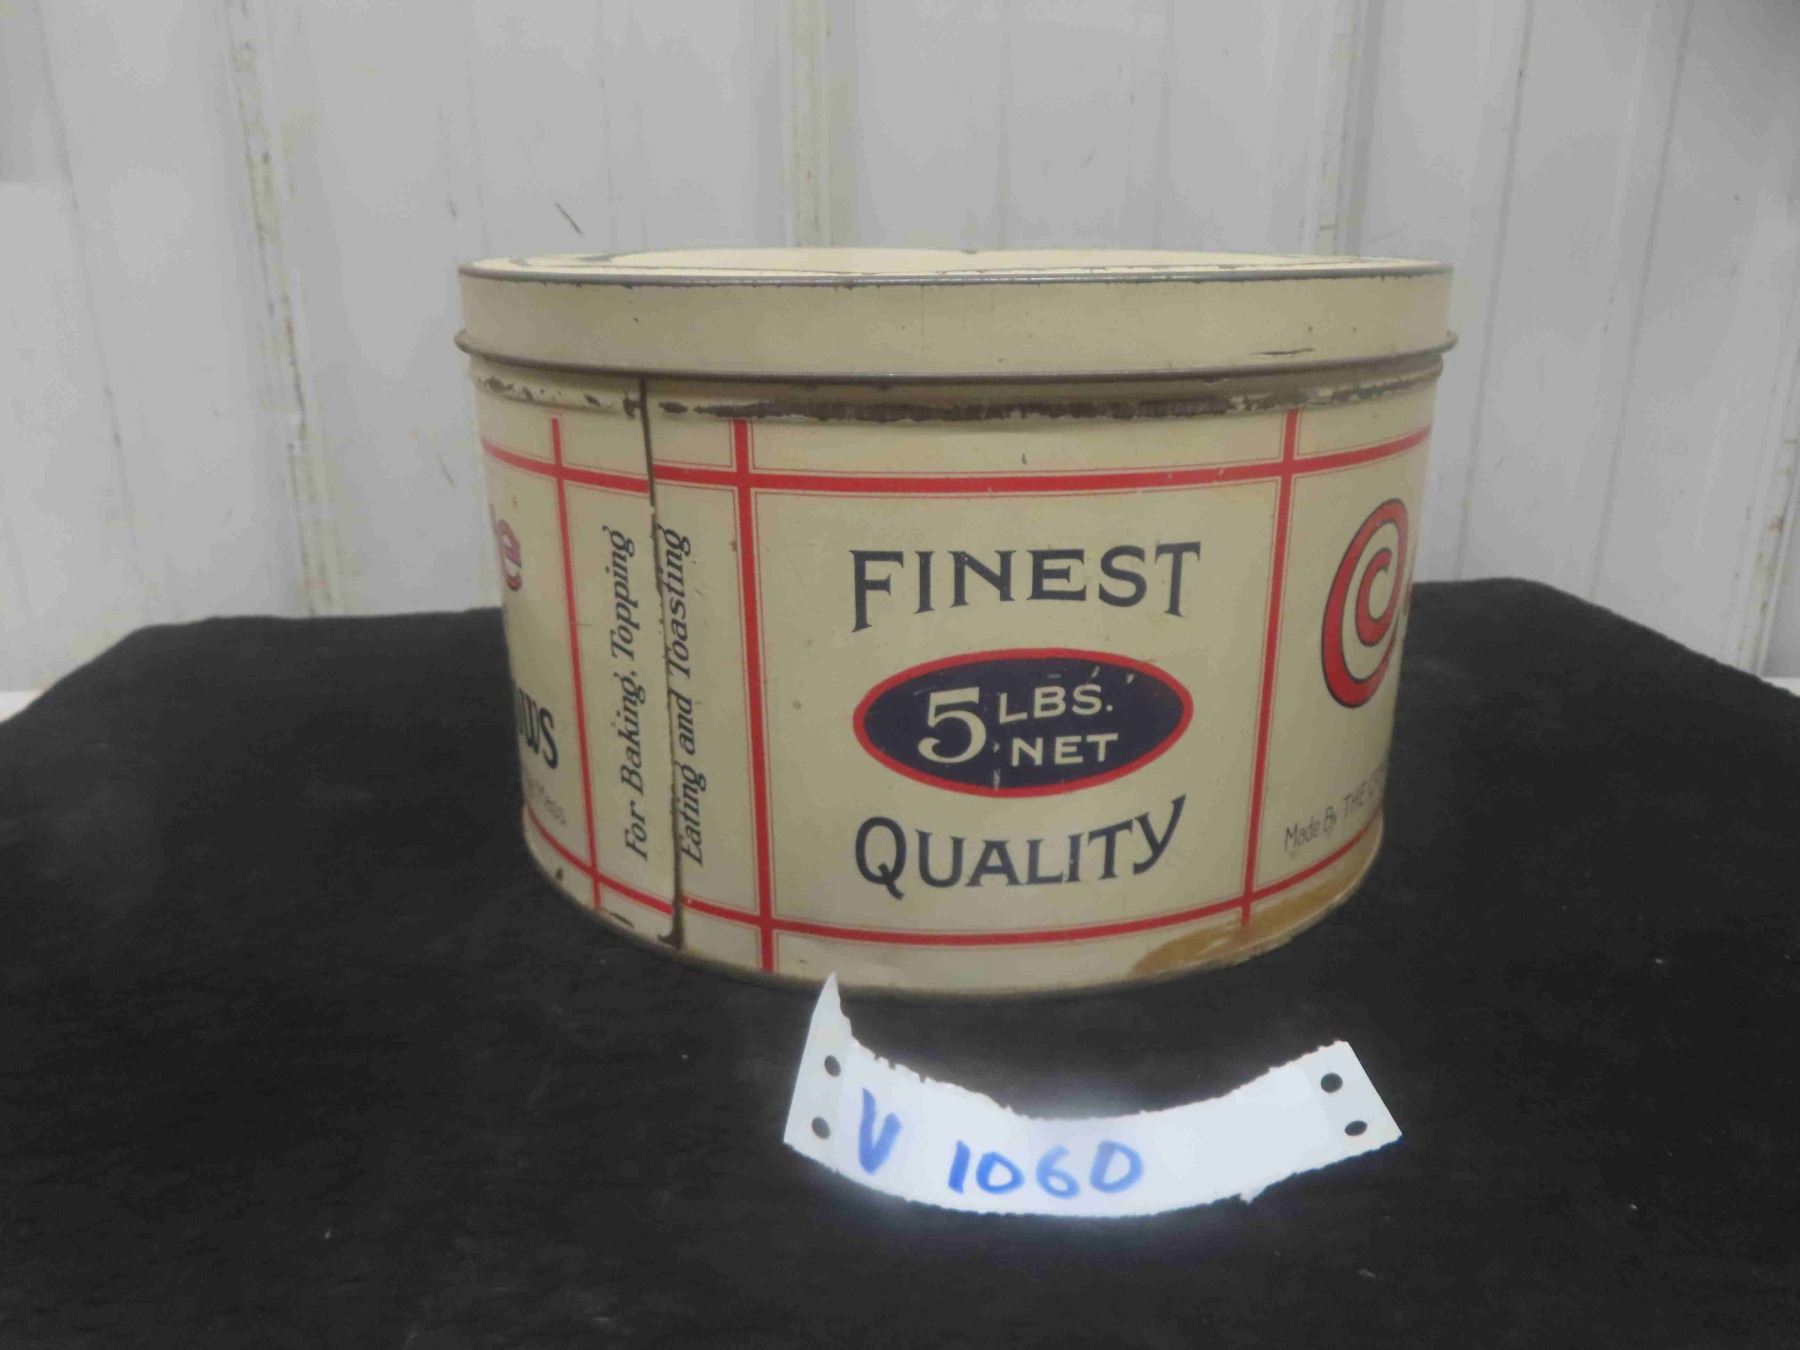 FINEST
5 LBS.
NET
QUALITY
For Baking, Topping
Eating and Toasting
Made By THE
V 1060